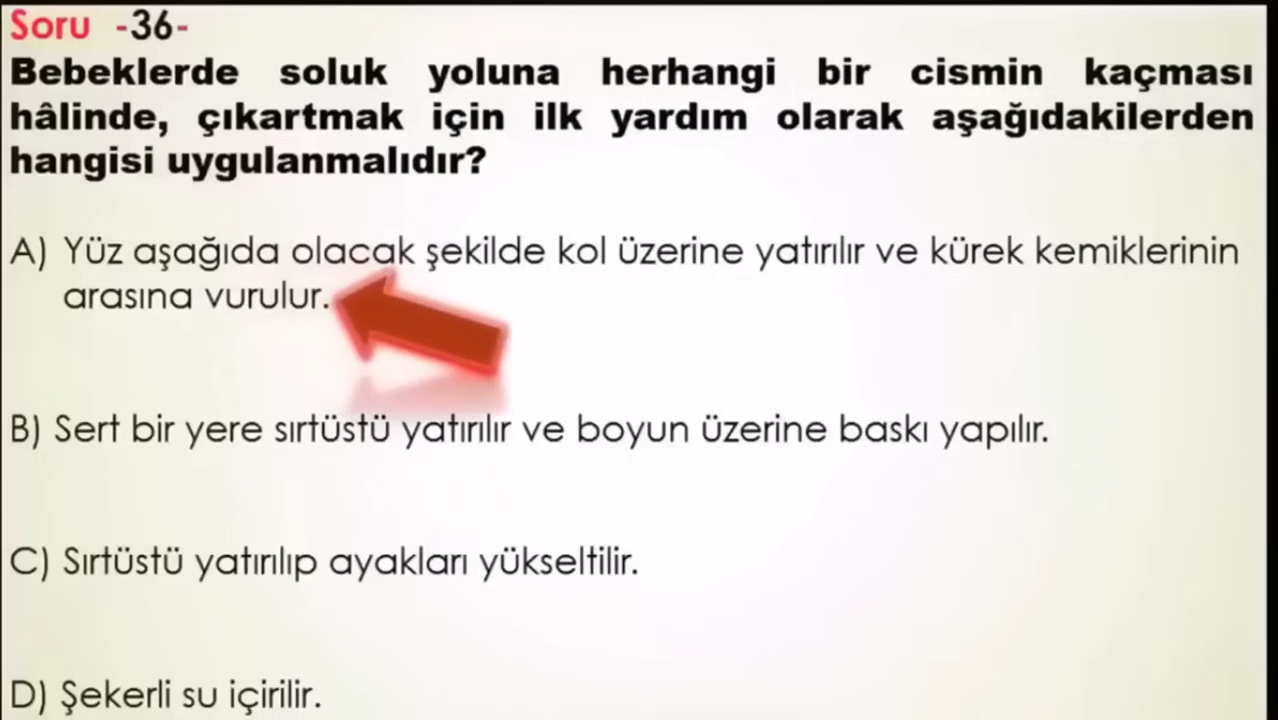 Soru -36-
Bebeklerde soluk yoluna herhangi bir cismin kaçması
hâlinde, çıkartmak için ilk yardım olarak aşağıdakilerden
hangisi uygulanmalıdır?
A) Yüz aşağıda olacak şekilde kol üzerine yatırılır ve kürek kemiklerinin
arasına vurulur.
B) Sert bir yere sırtüstü yatırılır ve boyun üzerine baskı yapılır.
C) Sırtüstü yatırılıp ayakları yükseltilir.
D) Şekerli su içirilir.